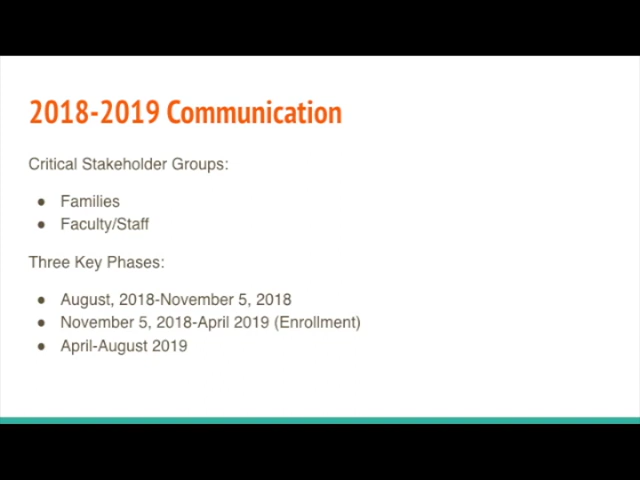 2018-2019 Communication
Critical Stakeholder Groups:
● Families
● Faculty/Staff
Three Key Phases:
● August, 2018-November 5, 2018
● November 5, 2018-April 2019 (Enrollment)
● April-August 2019